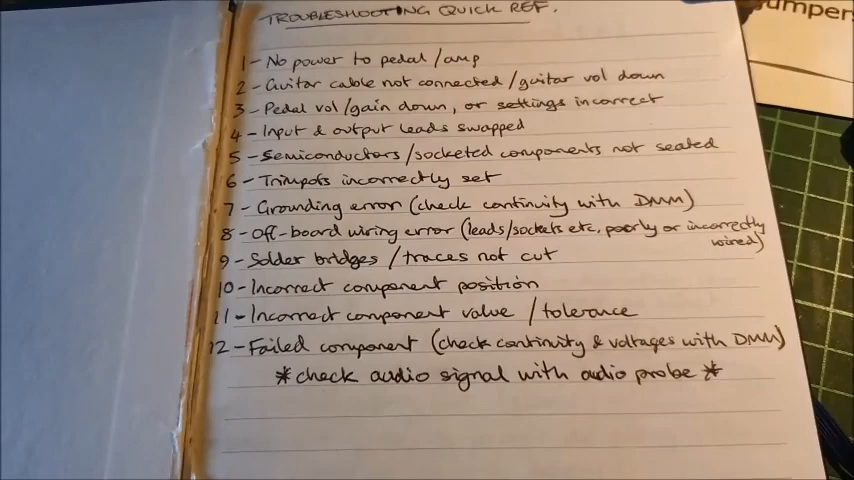 TROUBLESHOOTING QUICK REF.
umpers
1 - No power to pedal/amp
2 - Guitar cable not connected/guitar vol down
3 - Pedal vol/gain down, or settings incorrect
4 - Input & output leads swapped
5 - Semiconductors/socketed components not seated
6 - Trimpots incorrectly set
7 - Grounding error (check continuity with DMM)
8 - Off-board wiring error (leads/sockets etc, poorly or incorrectly
wired)
9 - Solder bridges/traces not cut
10 - Incorrect component position
11 - Incorrect component value/tolerance
12 - Failed component (check continuity & voltages with DMM)
*check audio signal with audio probe*